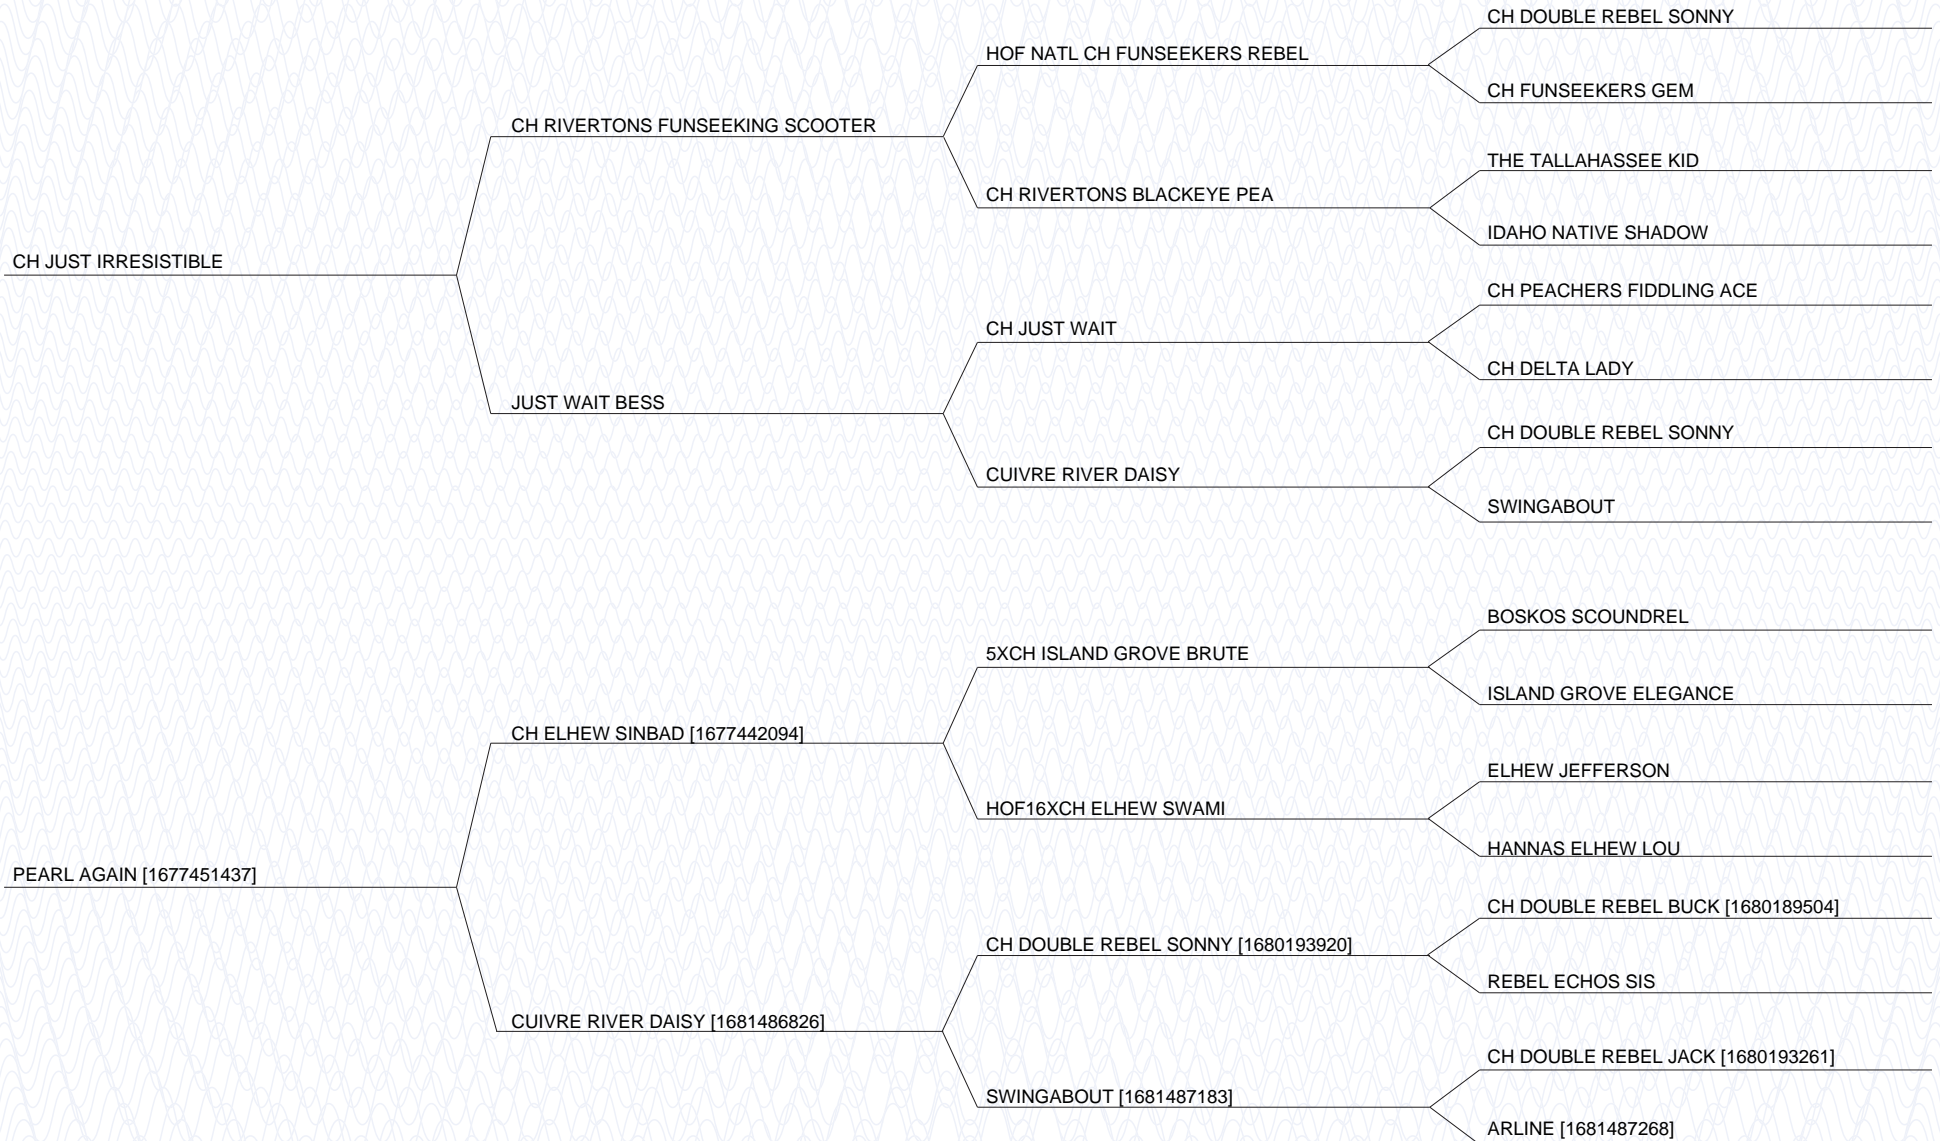 CH DOUBLE REBEL SONNY
HOF NATL CH FUNSEEKERS REBEL
CH FUNSEEKERS GEM
CH RIVERTONS FUNSEEKING SCOOTER
THE TALLAHASSEE KID
CH RIVERTONS BLACKEYE PEA
IDAHO NATIVE SHADOW
CH JUST IRRESISTIBLE
CH PEACHERS FIDDLING ACE
CH JUST WAIT
CH DELTA LADY
JUST WAIT BESS
CH DOUBLE REBEL SONNY
CUIVRE RIVER DAISY
SWINGABOUT
BOSKOS SCOUNDREL
5XCH ISLAND GROVE BRUTE
ISLAND GROVE ELEGANCE
CH ELHEW SINBAD [1677442094]
ELHEW JEFFERSON
HOF16XCH ELHEW SWAMI
HANNAS ELHEW LOU
PEARL AGAIN [1677451437]
CH DOUBLE REBEL BUCK [1680189504]
CH DOUBLE REBEL SONNY [1680193920]
REBEL ECHOS SIS
CUIVRE RIVER DAISY [1681486826]
CH DOUBLE REBEL JACK [1680193261]
SWINGABOUT [1681487183]
ARLINE [1681487268]